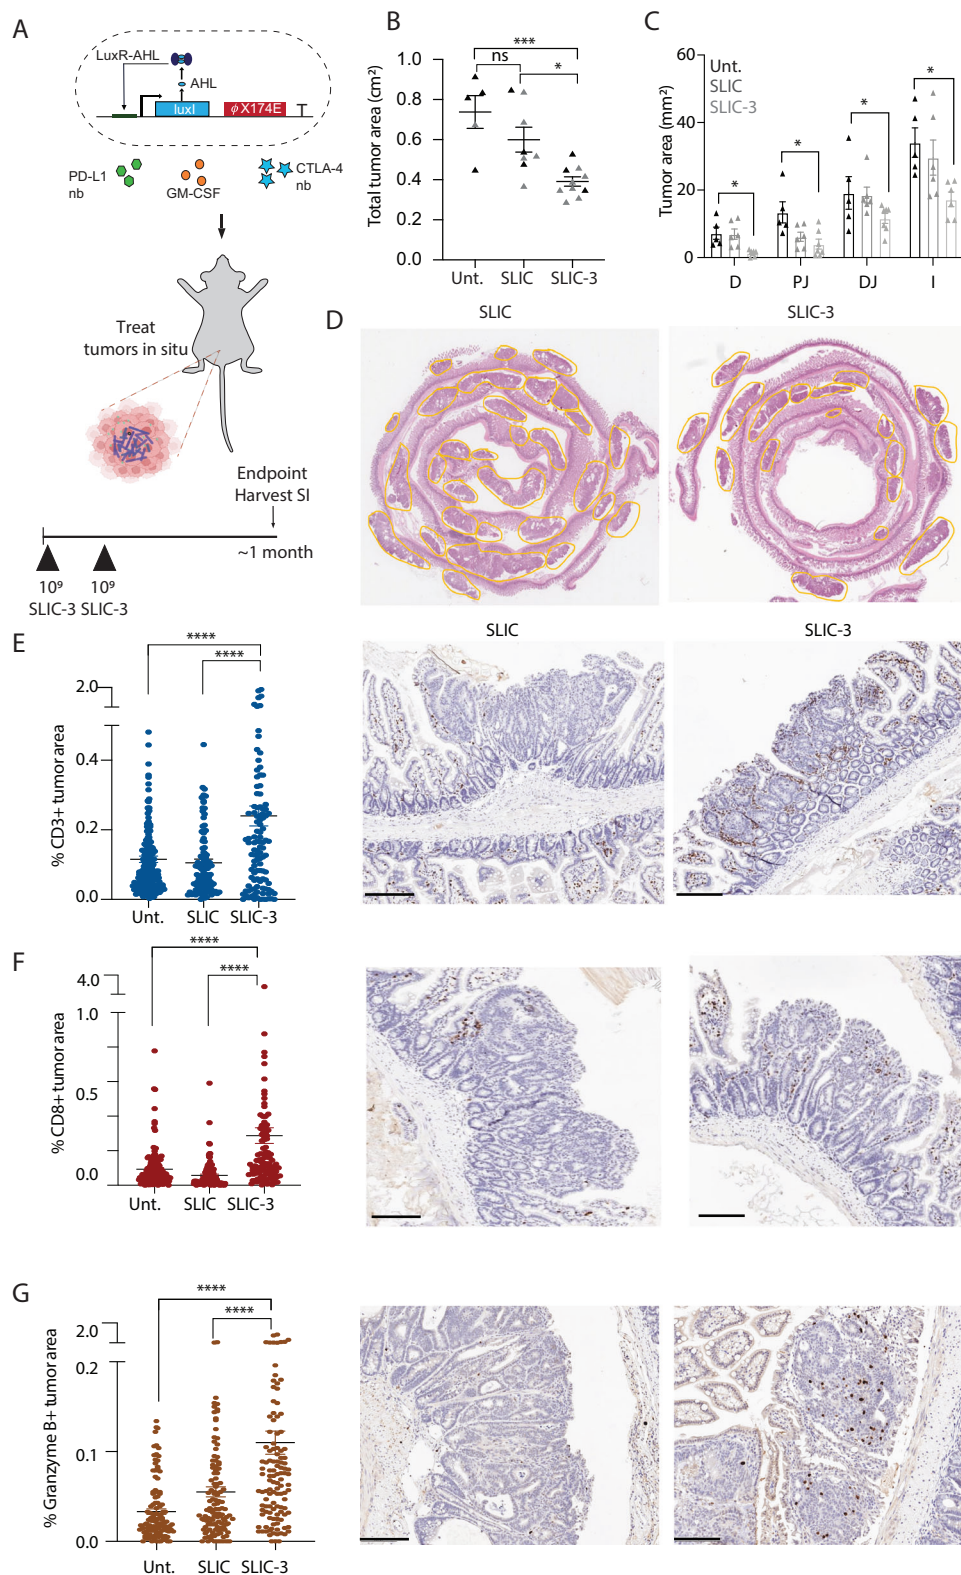 A
LuxR-AHL
AHL
luxI
ϕX174E
T
PD-L1
nb
GM-CSF
CTLA-4
nb
Treat
tumors in situ
Endpoint
Harvest SI
~1 month
10⁹
SLIC-3
10⁹
SLIC-3
B
***
ns
*
Total tumor area (cm²)
1.0
0.8
0.6
0.4
0.2
0.0
Unt.
SLIC
SLIC-3
C
Unt.
SLIC
SLIC-3
Tumor area (mm²)
60
40
20
0
*
*
*
*
D
PJ
DJ
I
D
SLIC
SLIC-3
E
****
****
% CD3+ tumor area
2.0
0.4
0.2
0.0
Unt.
SLIC
SLIC-3
SLIC
SLIC-3
F
****
****
% CD8+ tumor area
4.0
1.0
0.5
0.0
Unt.
SLIC
SLIC-3
G
****
****
% Granzyme B+ tumor area
2.0
0.2
0.1
0.0
Unt.
SLIC
SLIC-3